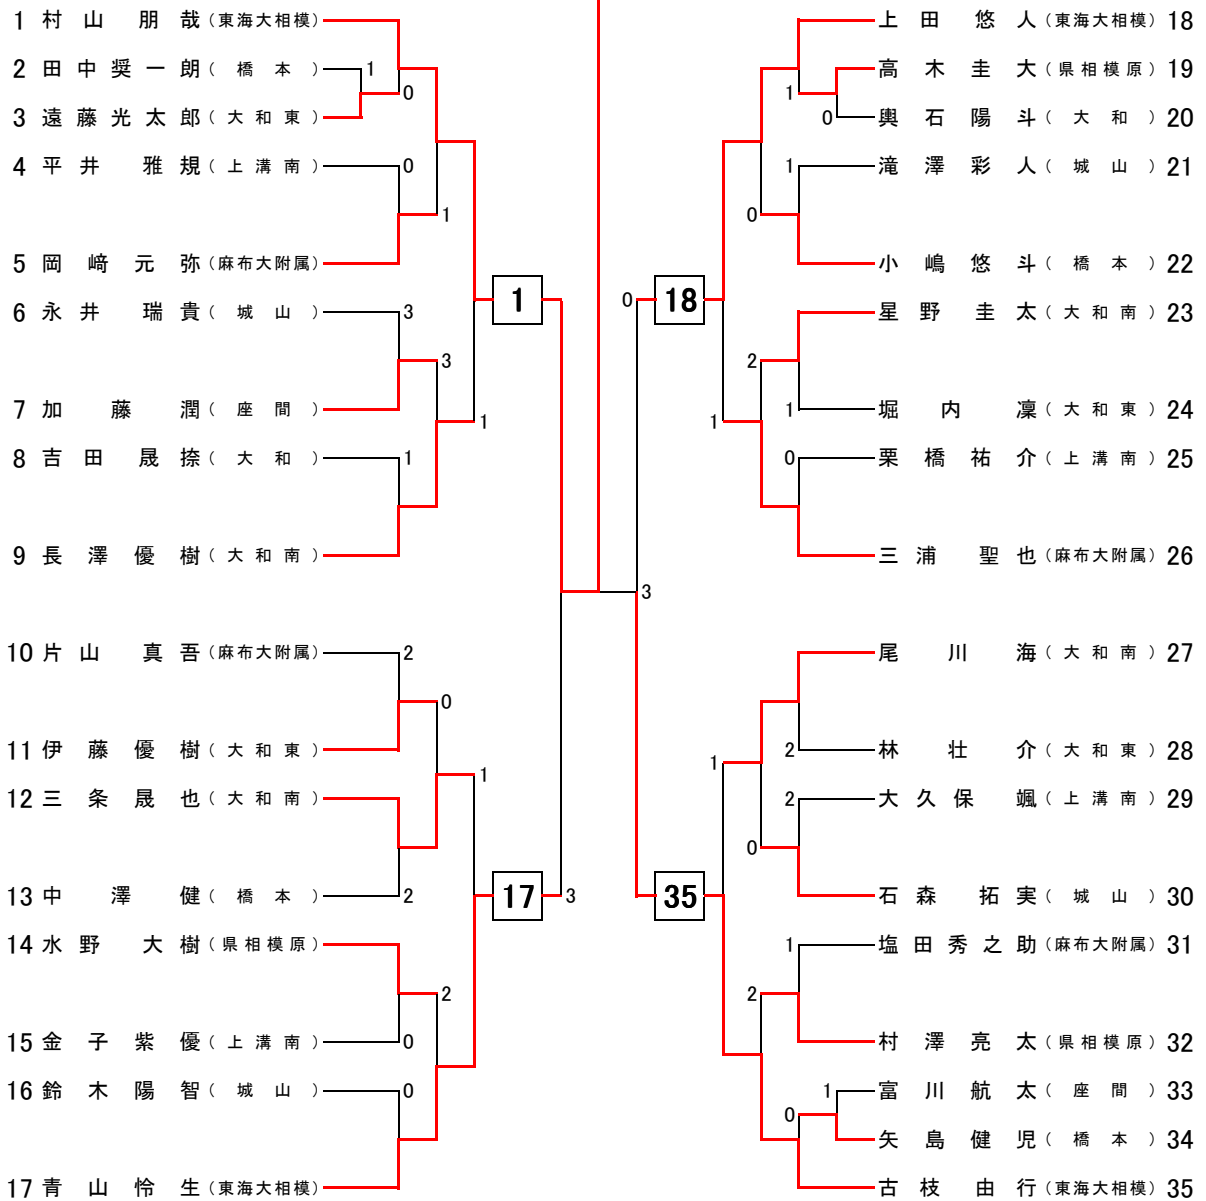 1 村山朋哉（東海大相模）
2 田中奨一朗（橋本） 1
0
3 遠藤光太郎（大和東）
4 平井雅規（上溝南） 0
1
5 岡﨑元弥（麻布大附属）
1
6 永井瑞貴（城山） 3
3
7 加藤潤（座間）
1
8 吉田晟捺（大和） 1
9 長澤優樹（大和南）
10 片山真吾（麻布大附属） 2
0
11 伊藤優樹（大和東）
1
12 三条晟也（大和南）
13 中澤健（橋本） 2
17 3
14 水野大樹（県相模原）
2
15 金子紫優（上溝南） 0
16 鈴木陽智（城山） 0
17 青山怜生（東海大相模）
上田悠人（東海大相模） 18
高木圭大（県相模原） 19
1
0 輿石陽斗（大和） 20
1 滝澤彩人（城山） 21
0
小嶋悠斗（橋本） 22
0 18
星野圭太（大和南） 23
2
1 堀内凜（大和東） 24
1
0 栗橋祐介（上溝南） 25
三浦聖也（麻布大附属） 26
3
尾川海（大和南） 27
2 林壮介（大和東） 28
1
2 大久保颯（上溝南） 29
0
石森拓実（城山） 30
35
1 塩田秀之助（麻布大附属） 31
2
村澤亮太（県相模原） 32
1 富川航太（座間） 33
0
矢島健児（橋本） 34
古枝由行（東海大相模） 35